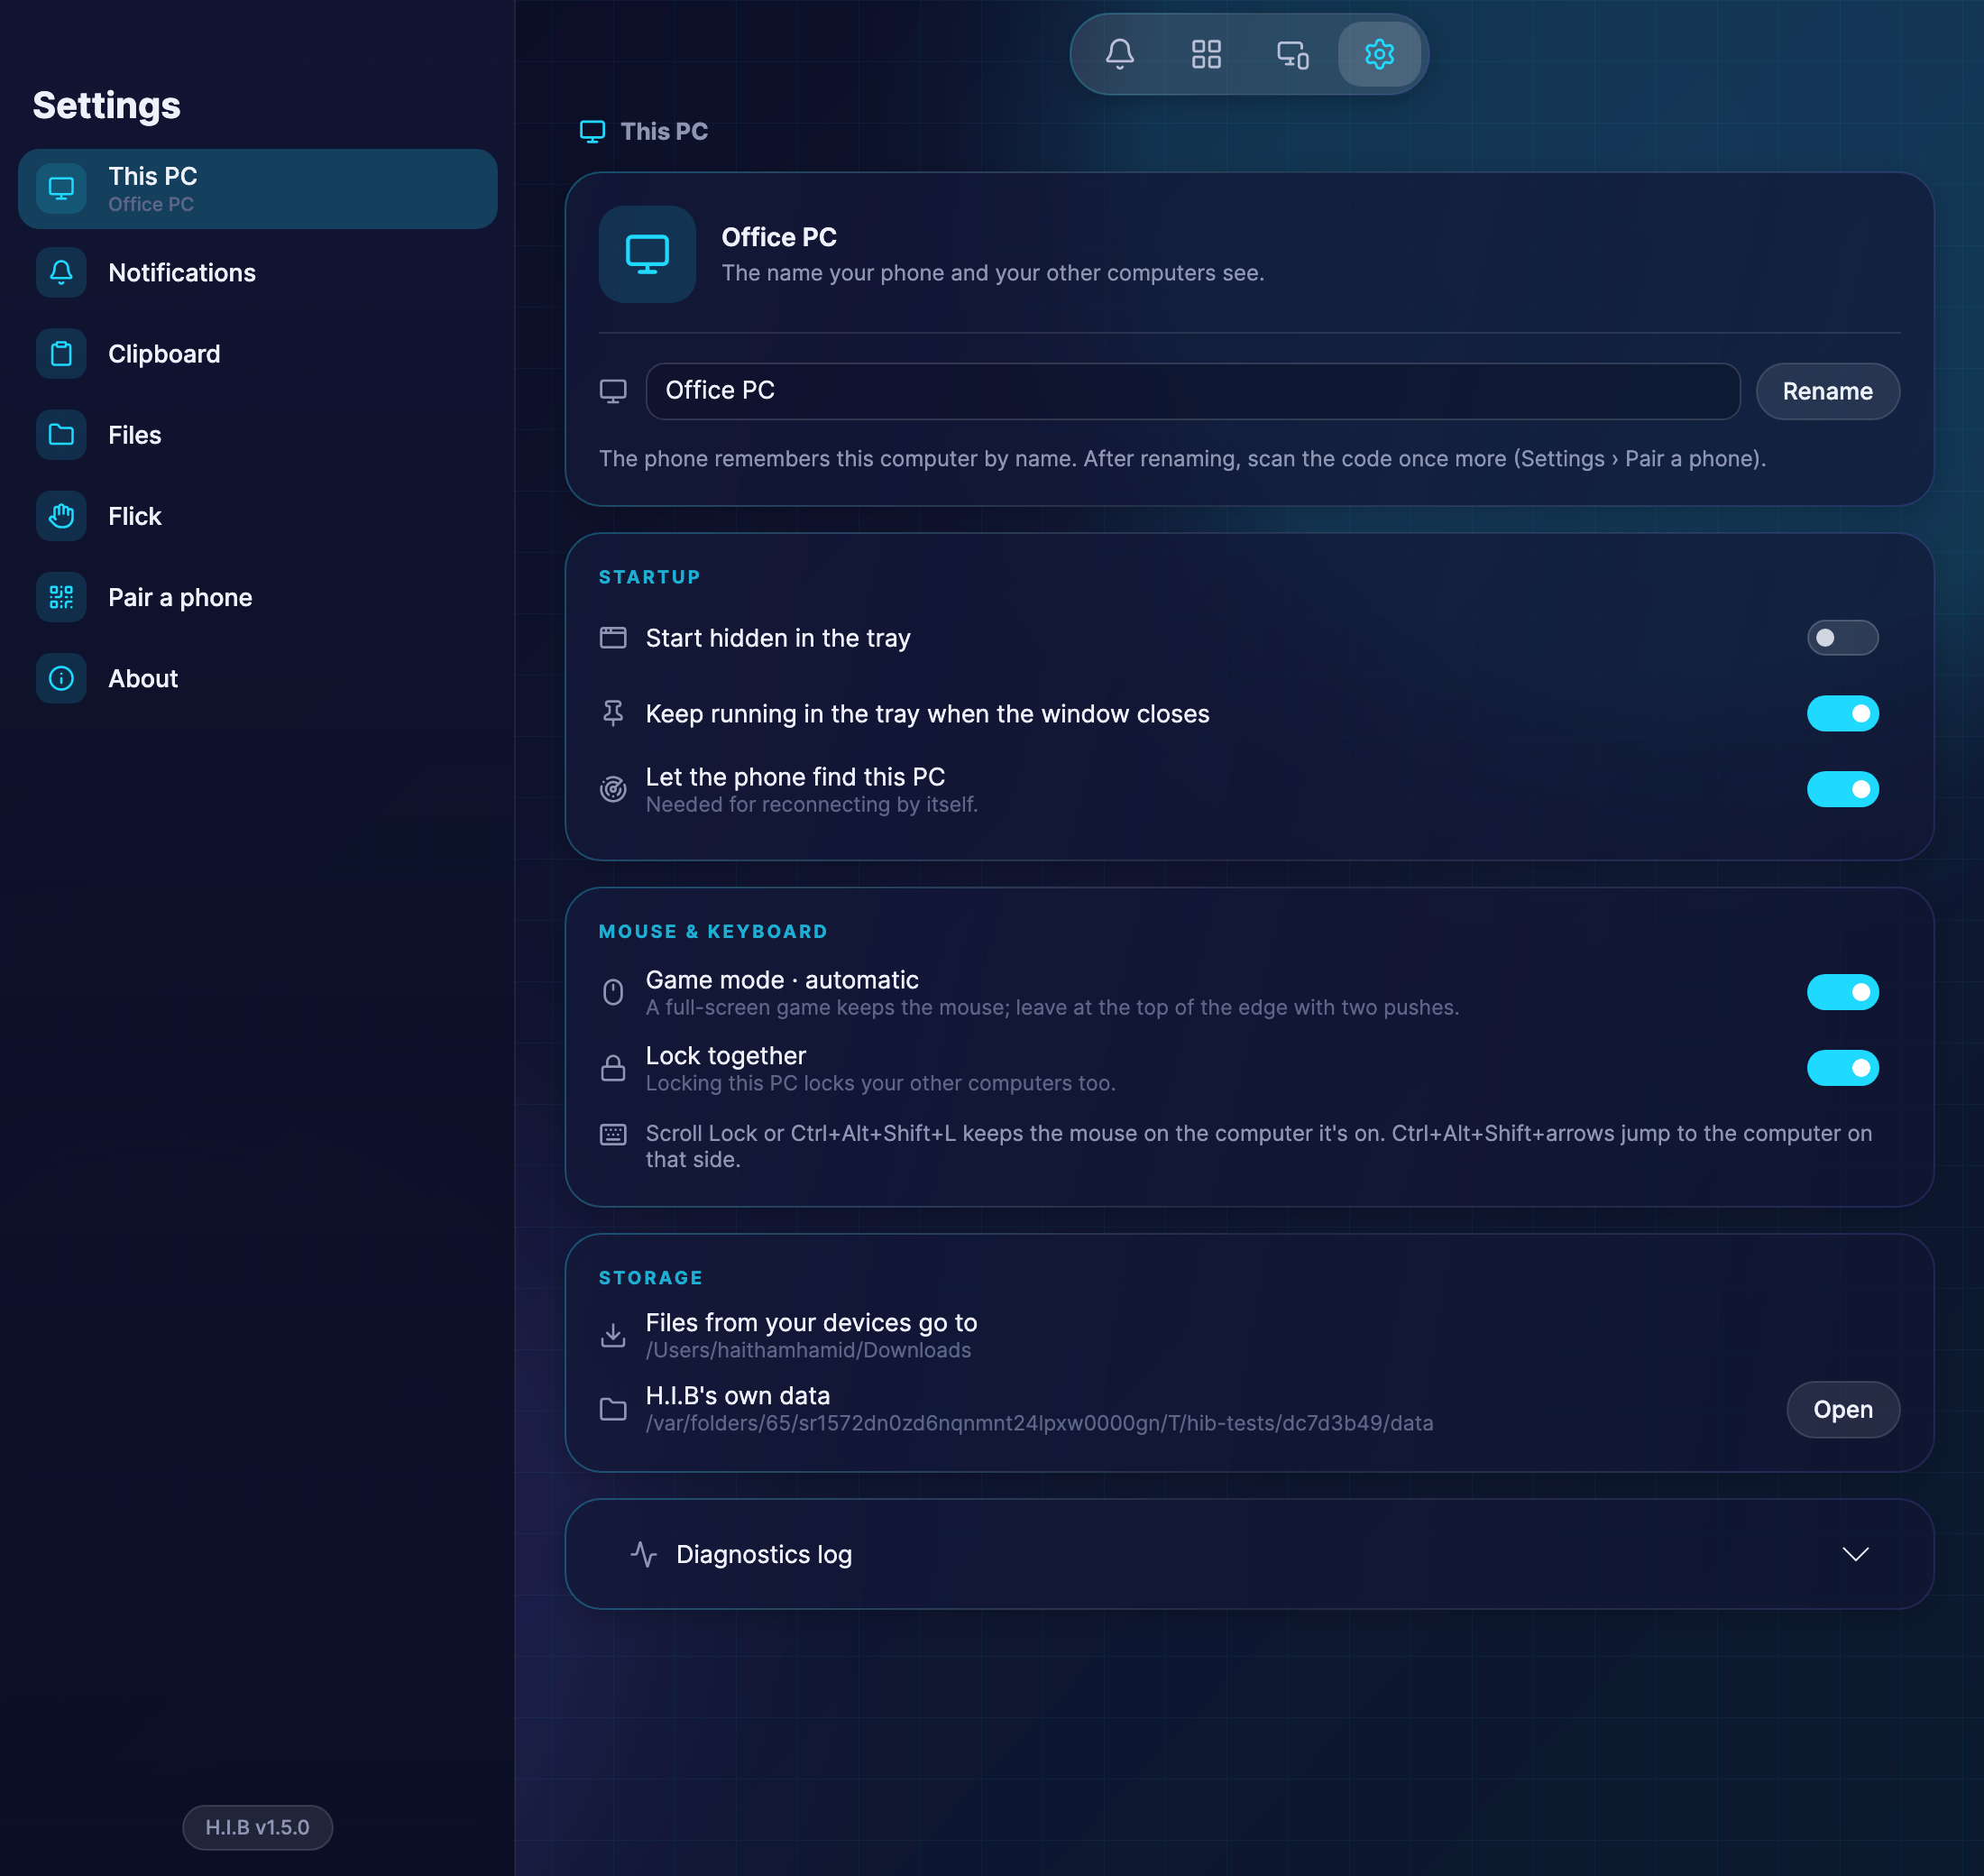 Settings
This PC
Office PC
Notifications
Clipboard
Files
Flick
Pair a phone
About
H.I.B v1.5.0
This PC
Office PC
The name your phone and your other computers see.
Office PC
Rename
The phone remembers this computer by name. After renaming, scan the code once more (Settings › Pair a phone).
STARTUP
Start hidden in the tray
Keep running in the tray when the window closes
Let the phone find this PC
Needed for reconnecting by itself.
MOUSE & KEYBOARD
Game mode · automatic
A full-screen game keeps the mouse; leave at the top of the edge with two pushes.
Lock together
Locking this PC locks your other computers too.
Scroll Lock or Ctrl+Alt+Shift+L keeps the mouse on the computer it's on. Ctrl+Alt+Shift+arrows jump to the computer on
that side.
STORAGE
Files from your devices go to
/Users/haithamhamid/Downloads
H.I.B's own data
/var/folders/65/sr1572dn0zd6nqnmnt24lpxw0000gn/T/hib-tests/dc7d3b49/data
Open
Diagnostics log